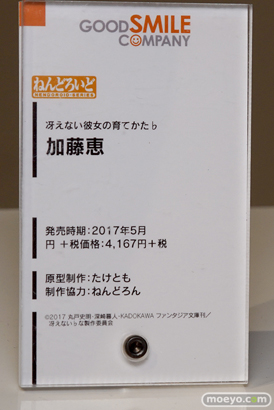 GOOD SMILE
COMPANY
ねんどろいど
NENDOROID SERIES
冴えない彼女の育てかた♭
加藤恵
発売時期：2017年5月
円 ＋税価格：4,167円＋税
原型制作：たけとも
制作協力：ねんどろん
©2017 丸戸史明・深崎暮人・KADOKAWA ファンタジア文庫刊／
冴えない♭な製作委員会
moeyo.com